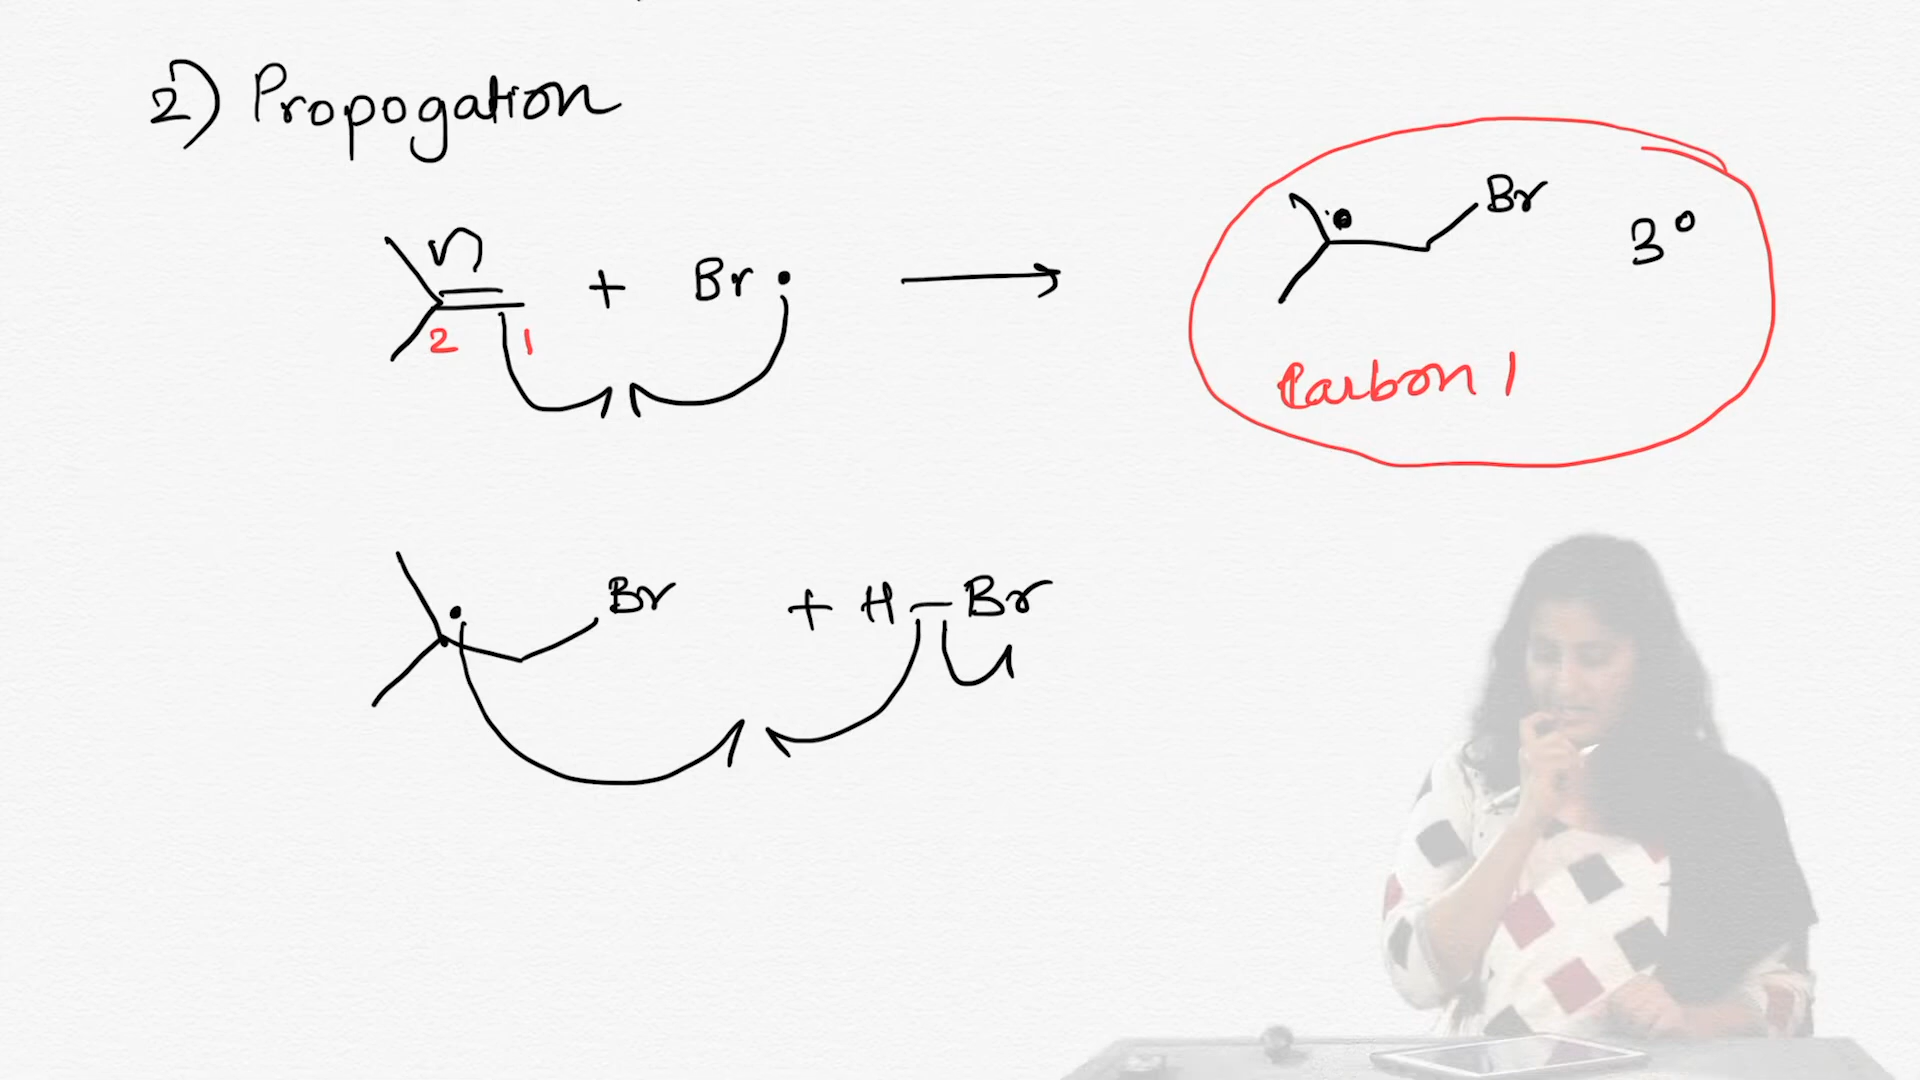 2) Propogation
+ Br •
Br 3°
2 1
Carbon 1
Br + H – Br